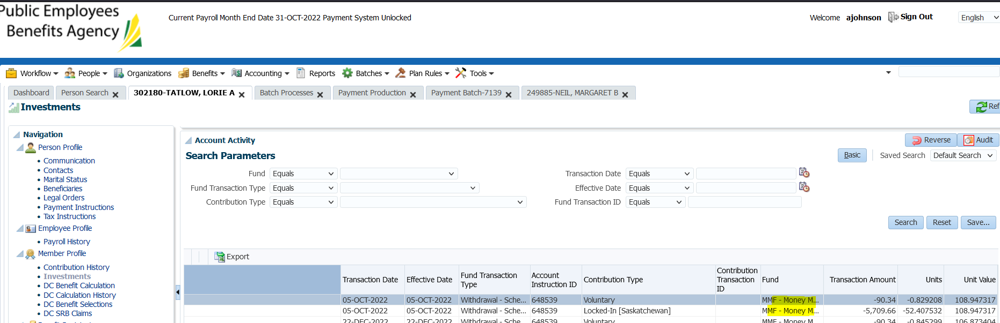 Public Employees
Benefits Agency
Current Payroll Month End Date 31-OCT-2022 Payment System Unlocked
Welcome ajohnson Sign Out English
Workflow People Organizations Benefits Accounting Reports Batches Plan Rules Tools
Dashboard Person Search 302180-TATLOW, LORIE A Batch Processes Payment Production Payment Batch-7139 249885-NEIL, MARGARET B
Investments
Ref
Navigation
Person Profile
Communication
Contacts
Marital Status
Beneficiaries
Legal Orders
Payment Instructions
Tax Instructions
Employee Profile
Payroll History
Member Profile
Contribution History
Investments
DC Benefit Calculation
DC Calculation History
DC Benefit Selections
DC SRB Claims
Account Activity
Reverse Audit
Search Parameters
Basic Saved Search Default Search
Fund Equals Transaction Date Equals
Fund Transaction Type Equals Effective Date Equals
Contribution Type Equals Fund Transaction ID Equals
Search Reset Save...
Export
Transaction Date Effective Date Fund Transaction Type Account Instruction ID Contribution Type Contribution Transaction ID Fund Transaction Amount Units Unit Value
05-OCT-2022 05-OCT-2022 Withdrawal - Sche... 648539 Voluntary MMF - Money M... -90.34 -0.829208 108.947317
05-OCT-2022 05-OCT-2022 Withdrawal - Sche... 648539 Locked-In [Saskatchewan] MMF - Money M... -5,709.66 -52.407532 108.947317
22-DEC-2022 22-DEC-2022 Withdrawal - Sche... 648539 Voluntary MMF - Money M... -90.34 -0.845299 106.873404